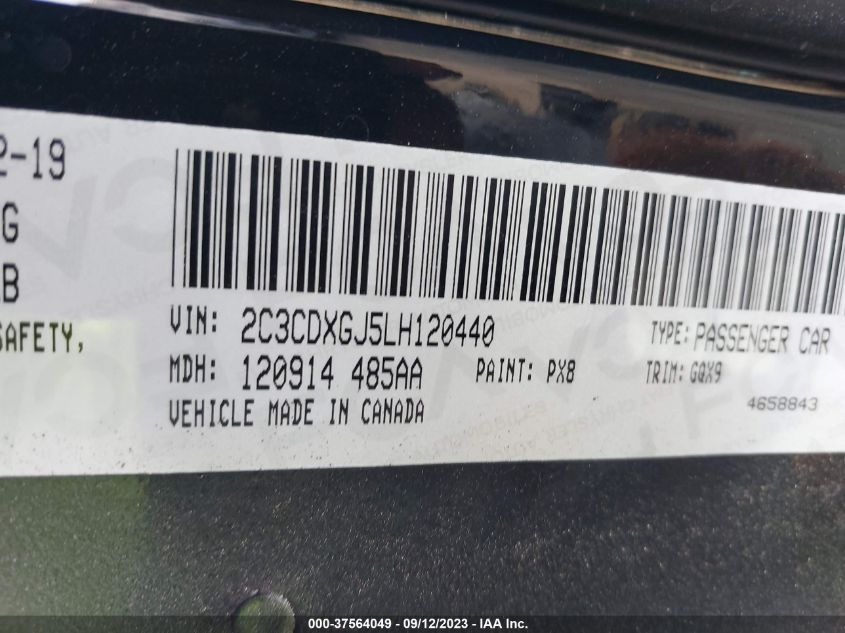 2-19
G
B
SAFETY,
VIN: 2C3CDXGJ5LH120440
TYPE: PASSENGER CAR
MDH: 120914 485AA
PAINT: PX8
TRIM: GQX9
VEHICLE MADE IN CANADA
4658843
000-37564049 - 09/12/2023 - IAA Inc.